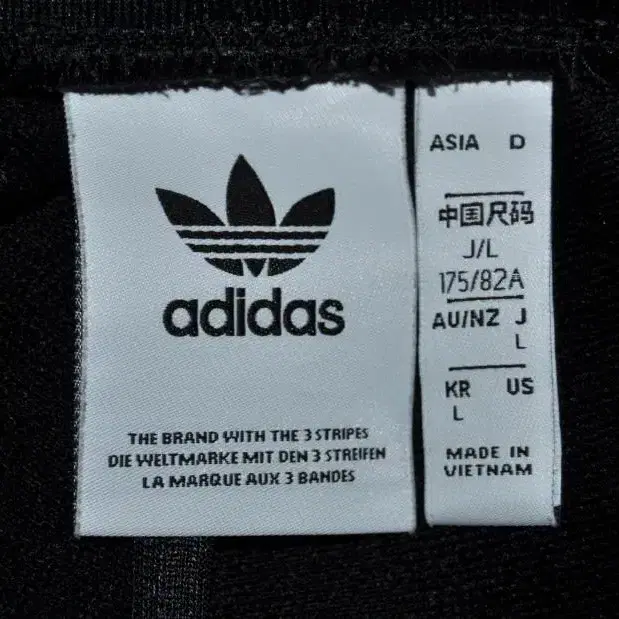 adidas
THE BRAND WITH THE 3 STRIPES
DIE WELTMARKE MIT DEN 3 STREIFEN
LA MARQUE AUX 3 BANDES
ASIA D
中国尺码
J/L
175/82A
AU/NZ J
L
KR US
L
MADE IN
VIETNAM